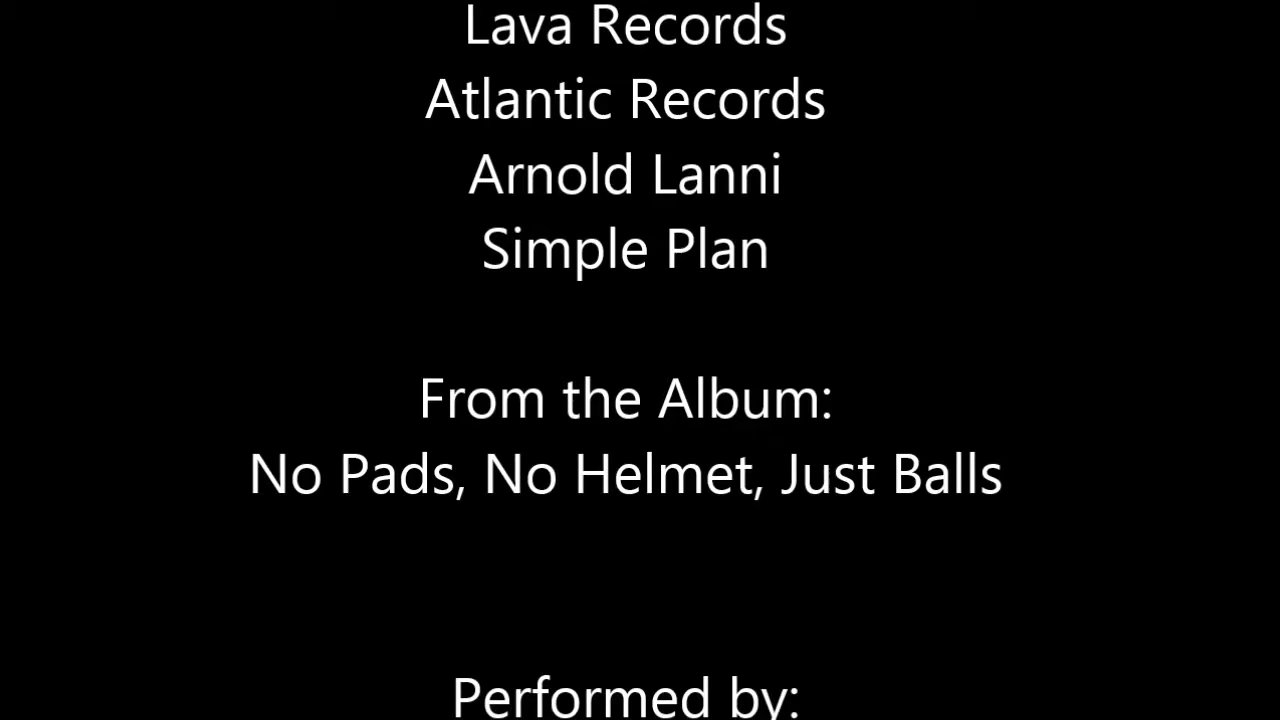 Lava Records
Atlantic Records
Arnold Lanni
Simple Plan
From the Album:
No Pads, No Helmet, Just Balls
Performed by: